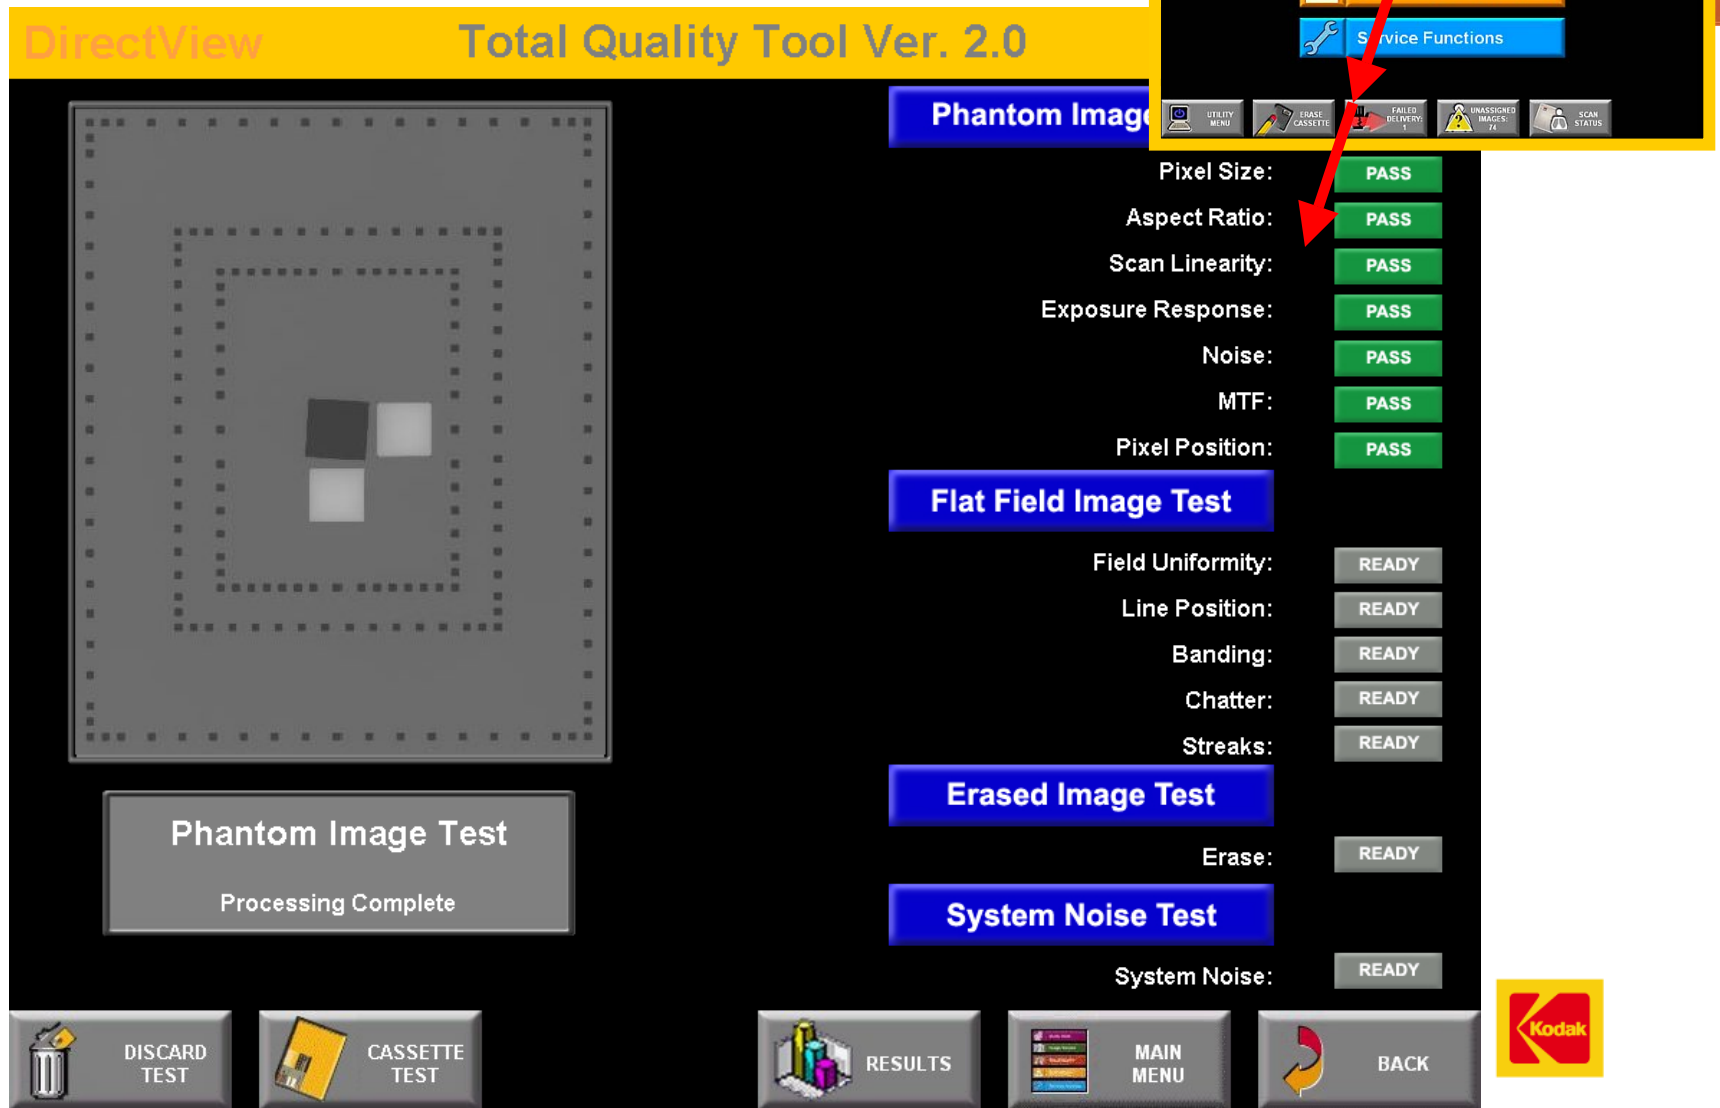 DirectView
Total Quality Tool Ver. 2.0
Service Functions
UTILITY
MENU
ERASE
CASSETTE
FAILED
DELIVERY:
1
UNASSIGNED
IMAGES:
74
SCAN
STATUS
Phantom Image
Pixel Size: PASS
Aspect Ratio: PASS
Scan Linearity: PASS
Exposure Response: PASS
Noise: PASS
MTF: PASS
Pixel Position: PASS
Flat Field Image Test
Field Uniformity: READY
Line Position: READY
Banding: READY
Chatter: READY
Streaks: READY
Erased Image Test
Erase: READY
System Noise Test
System Noise: READY
Phantom Image Test
Processing Complete
DISCARD
TEST
CASSETTE
TEST
RESULTS
MAIN
MENU
BACK
Kodak